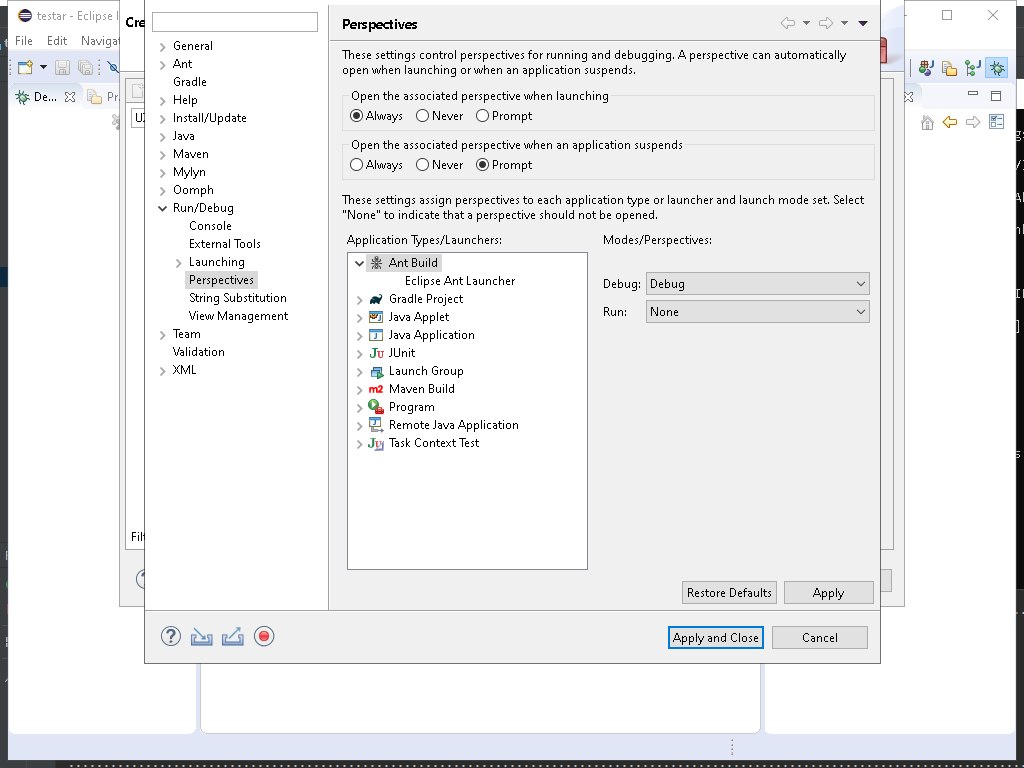 testar - Eclipse I
File Edit Navigat
De...
Pr
Cre
General
Ant
Gradle
Help
Install/Update
Java
Maven
Mylyn
Oomph
Run/Debug
Console
External Tools
Launching
Perspectives
String Substitution
View Management
Team
Validation
XML
Perspectives
These settings control perspectives for running and debugging. A perspective can automatically
open when launching or when an application suspends.
Open the associated perspective when launching
Always Never Prompt
Open the associated perspective when an application suspends
Always Never Prompt
These settings assign perspectives to each application type or launcher and launch mode set. Select
"None" to indicate that a perspective should not be opened.
Application Types/Launchers:
Ant Build
Eclipse Ant Launcher
Gradle Project
Java Applet
Java Application
JUnit
Launch Group
Maven Build
Program
Remote Java Application
Task Context Test
Modes/Perspectives:
Debug: Debug
Run: None
Restore Defaults Apply
Apply and Close Cancel